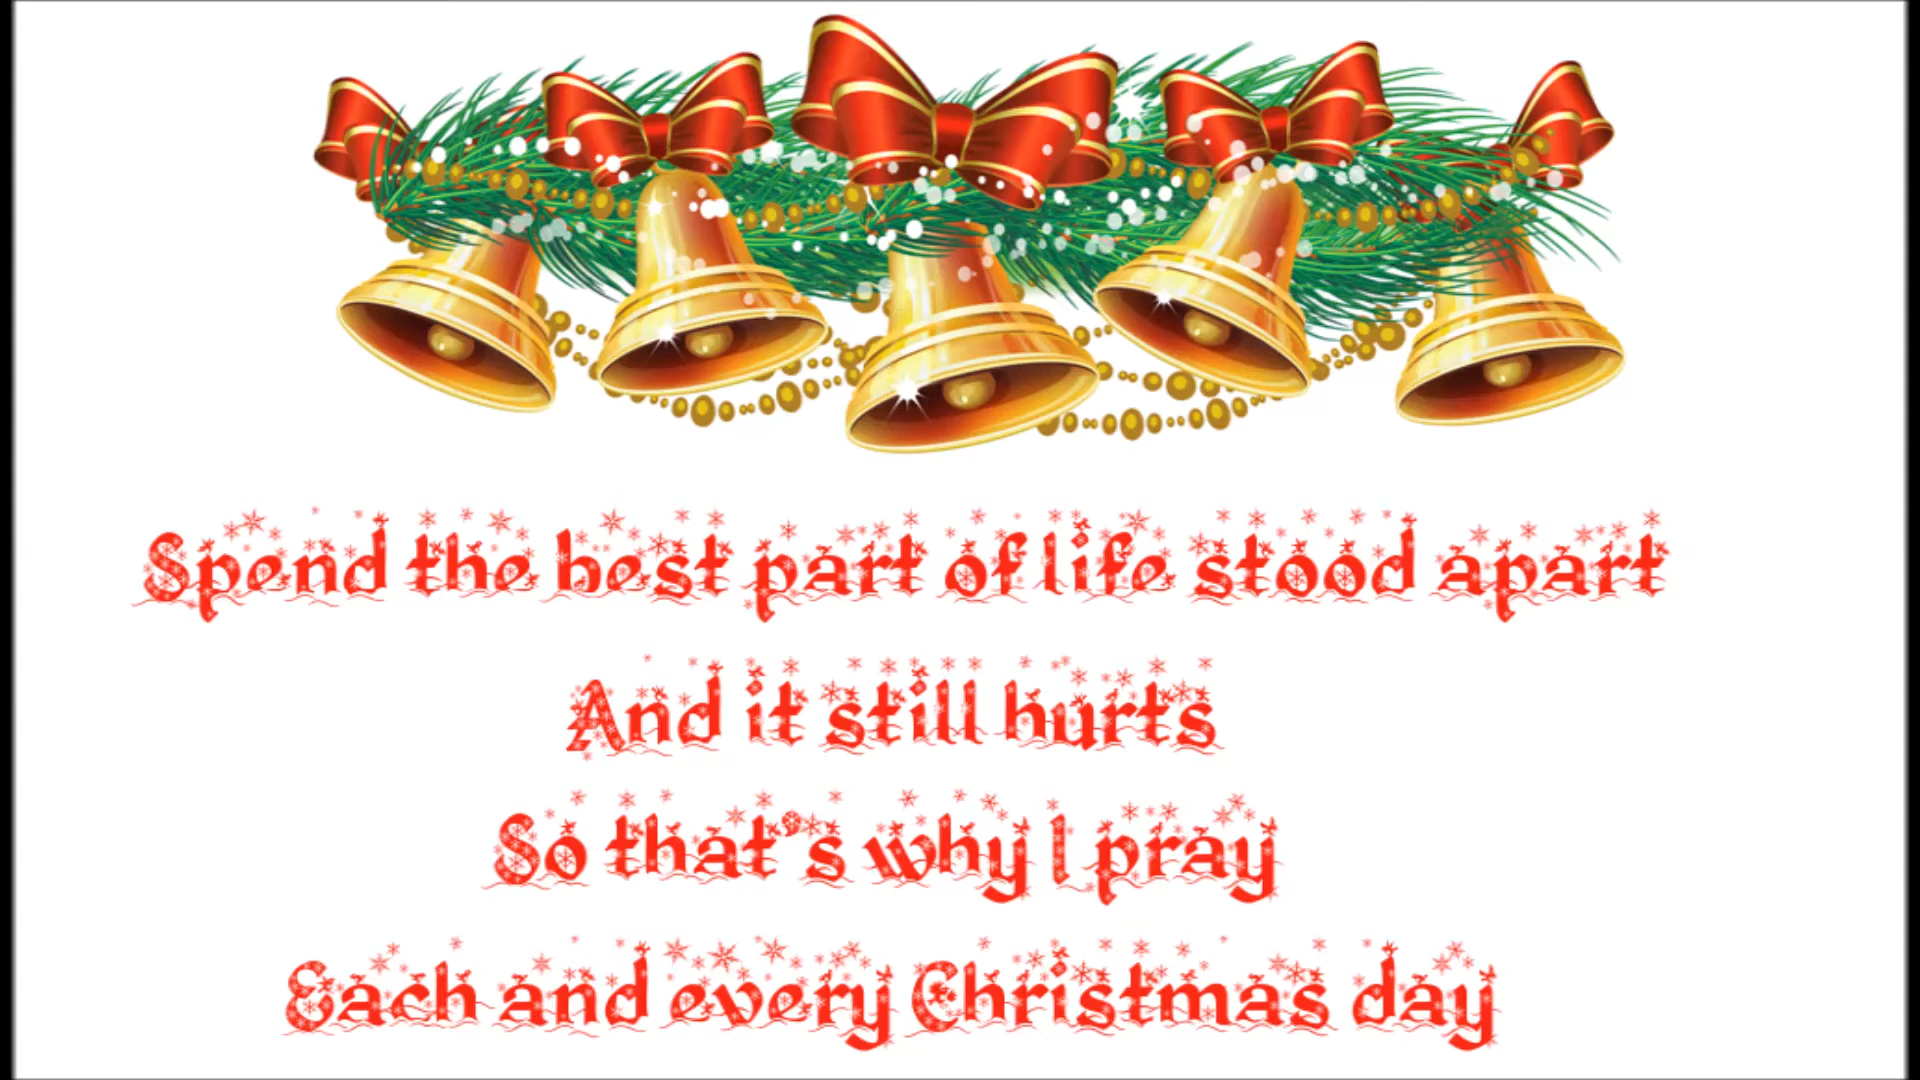 Spend the best part of life stood apart
And it still hurts
So that's why I pray
Each and every Christmas day